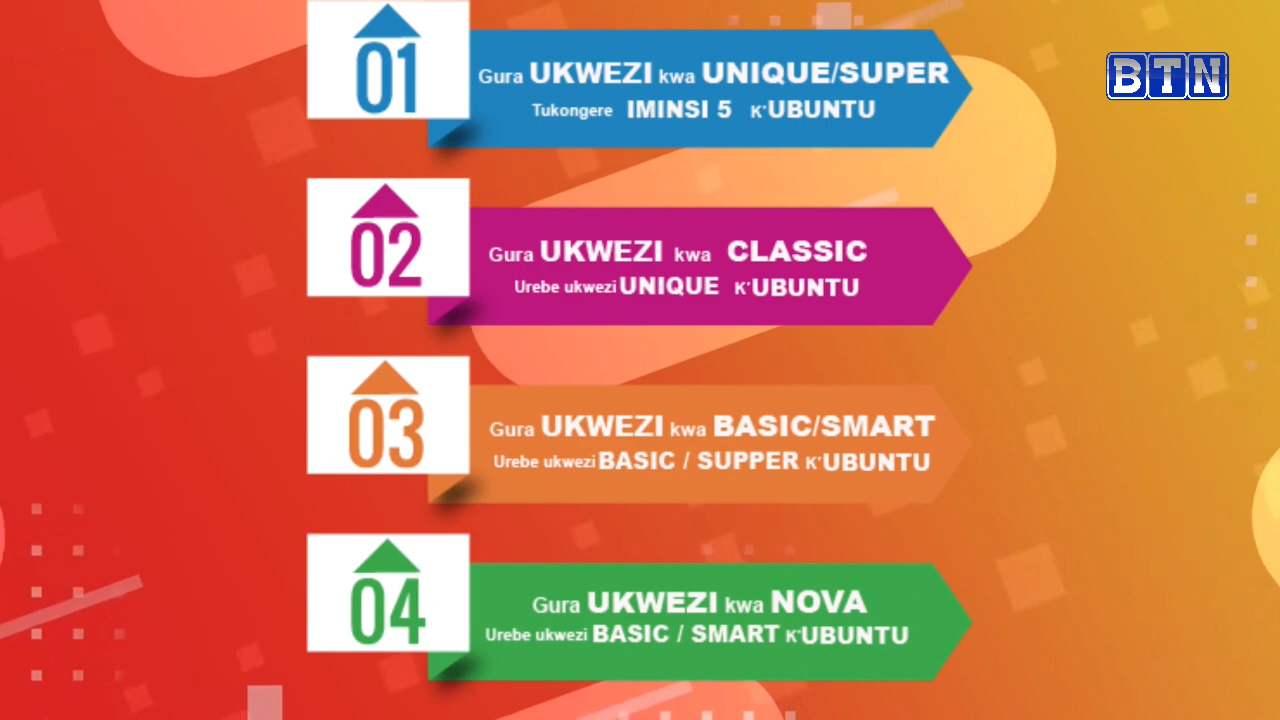 BTN
01
Gura UKWEZI kwa UNIQUE/SUPER
Tukongere IMINSI 5 K'UBUNTU
02
Gura UKWEZI kwa CLASSIC
Urebe ukwezi UNIQUE K'UBUNTU
03
Gura UKWEZI kwa BASIC/SMART
Urebe ukwezi BASIC / SUPPER K'UBUNTU
04
Gura UKWEZI kwa NOVA
Urebe ukwezi BASIC / SMART K'UBUNTU